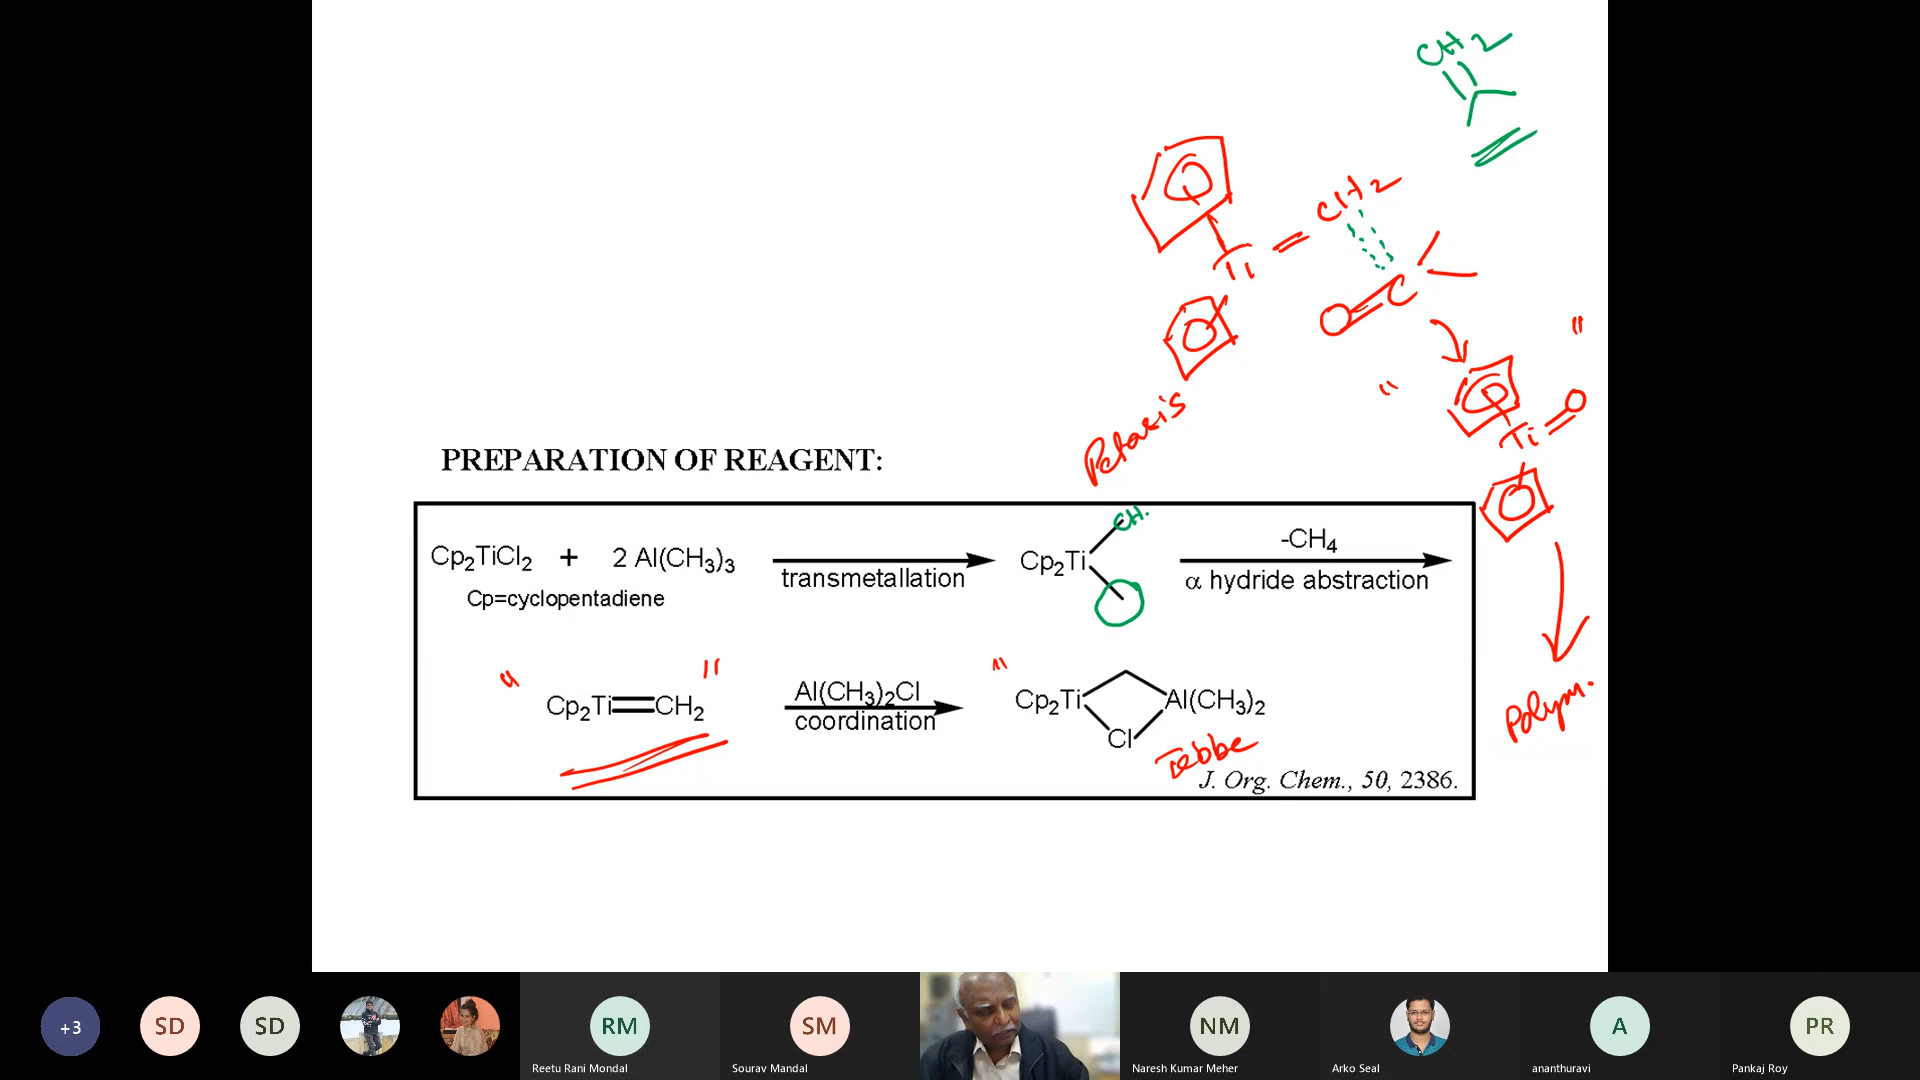 CH2
CH2
Ti
O=C
Ti=O
Petasis
PREPARATION OF REAGENT:
CH.
Cp2TiCl2 + 2 Al(CH3)3
transmetallation
Cp2Ti
-CH4
α hydride abstraction
Cp=cyclopentadiene
" Cp2Ti=CH2 "
Al(CH3)2Cl
coordination
" Cp2Ti Al(CH3)2
Cl
Tebbe
Polym.
J. Org. Chem., 50, 2386.
+3
SD
SD
RM
Reetu Rani Mondal
SM
Sourav Mandal
NM
Naresh Kumar Meher
Arko Seal
A
ananthuravi
PR
Pankaj Roy